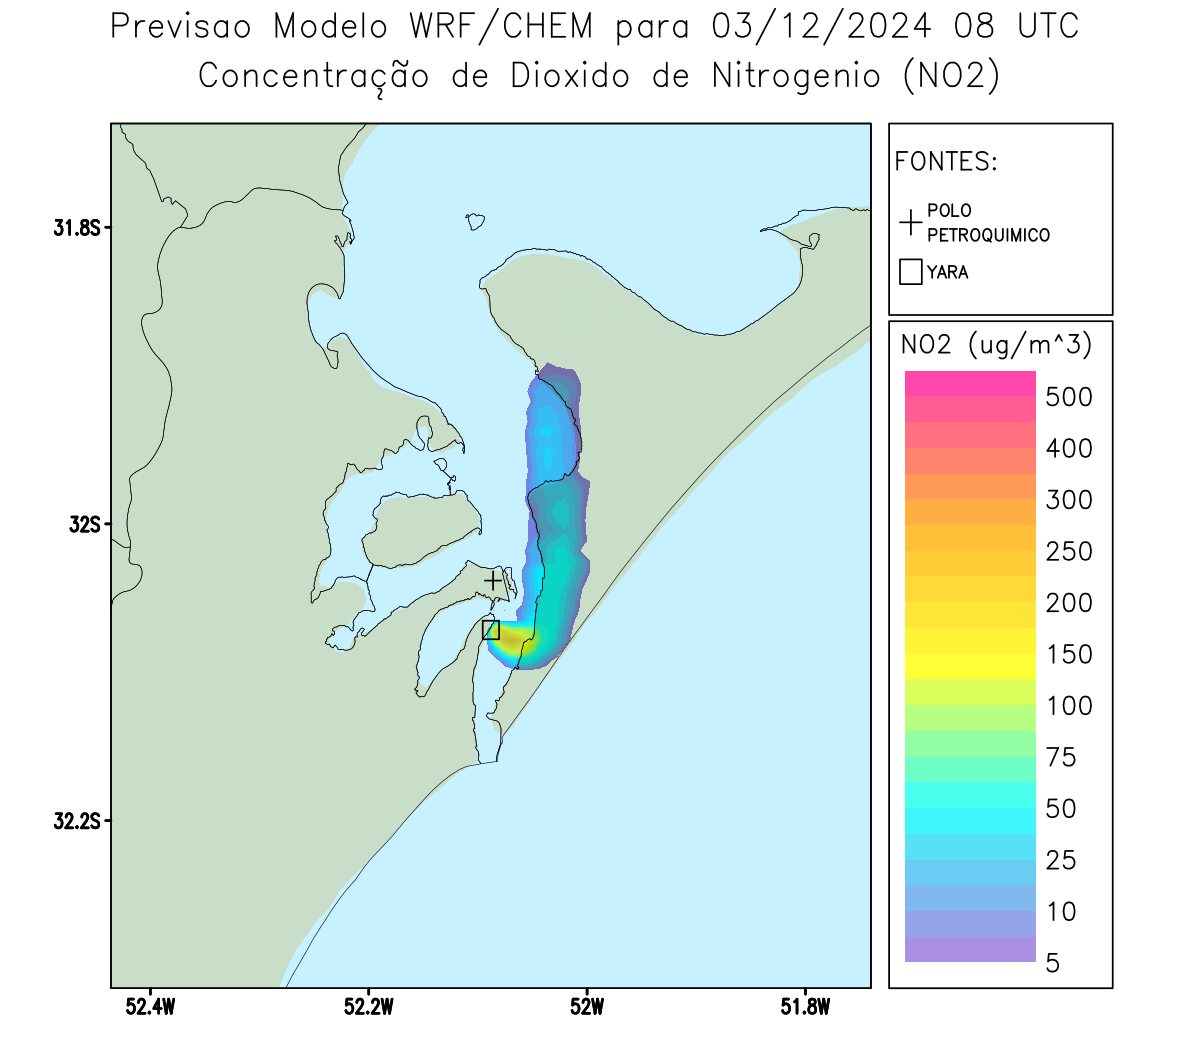 Previsao Modelo WRF/CHEM para 03/12/2024 08 UTC
Concentração de Dioxido de Nitrogenio (NO2)
FONTES:
POLO
PETROQUIMICO
YARA
31.8S
32S
32.2S
52.4W
52.2W
52W
51.8W
NO2 (ug/m^3)
500
400
300
250
200
150
100
75
50
25
10
5